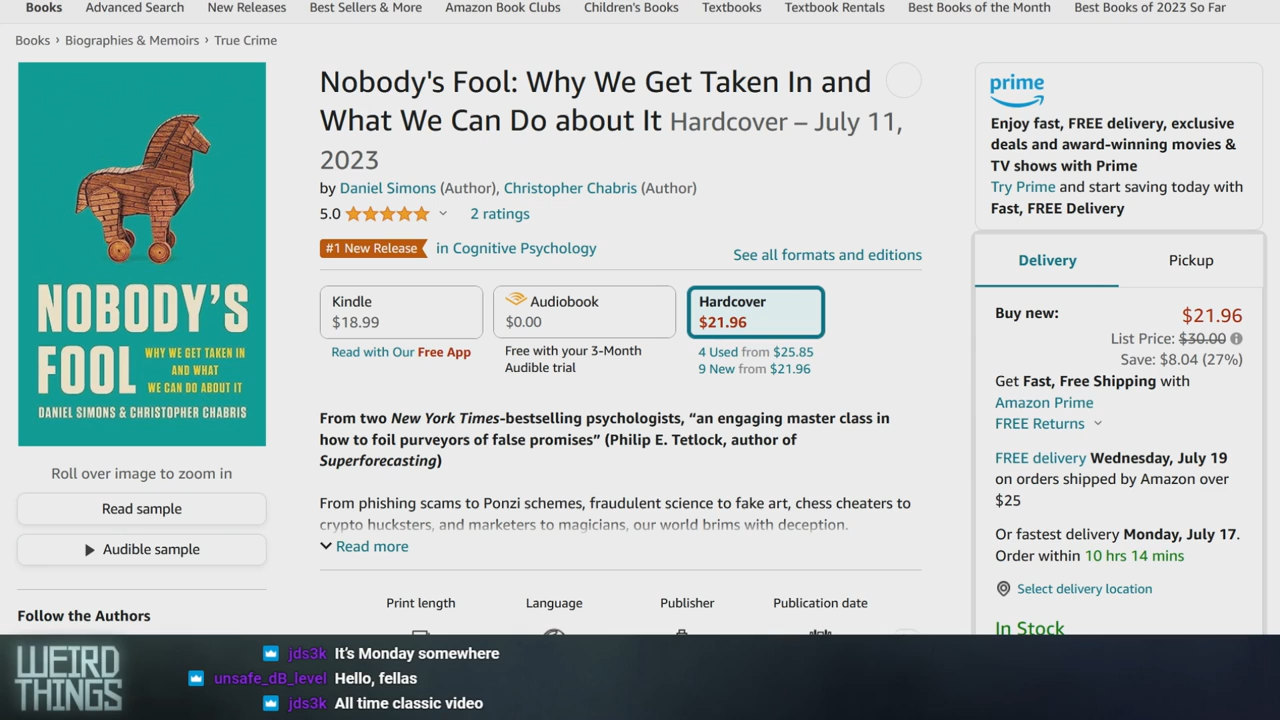 Books Advanced Search New Releases Best Sellers & More Amazon Book Clubs Children's Books Textbooks Textbook Rentals Best Books of the Month Best Books of 2023 So Far
Books › Biographies & Memoirs › True Crime
NOBODY'S
FOOL
WHY WE GET TAKEN IN
AND WHAT
WE CAN DO ABOUT IT
DANIEL SIMONS & CHRISTOPHER CHABRIS
Roll over image to zoom in
Read sample
Audible sample
Follow the Authors
Nobody's Fool: Why We Get Taken In and
What We Can Do about It Hardcover – July 11,
2023
by Daniel Simons (Author), Christopher Chabris (Author)
5.0 2 ratings
#1 New Release in Cognitive Psychology
See all formats and editions
Kindle
$18.99
Read with Our Free App
Audiobook
$0.00
Free with your 3-Month
Audible trial
Hardcover
$21.96
4 Used from $25.85
9 New from $21.96
From two New York Times-bestselling psychologists, “an engaging master class in
how to foil purveyors of false promises” (Philip E. Tetlock, author of
Superforecasting)
From phishing scams to Ponzi schemes, fraudulent science to fake art, chess cheaters to
crypto hucksters, and marketers to magicians, our world brims with deception.
Read more
Print length Language Publisher Publication date
prime
Enjoy fast, FREE delivery, exclusive
deals and award-winning movies &
TV shows with Prime
Try Prime and start saving today with
Fast, FREE Delivery
Delivery Pickup
Buy new: $21.96
List Price: $30.00
Save: $8.04 (27%)
Get Fast, Free Shipping with
Amazon Prime
FREE Returns
FREE delivery Wednesday, July 19
on orders shipped by Amazon over
$25
Or fastest delivery Monday, July 17.
Order within 10 hrs 14 mins
Select delivery location
In Stock
WEIRD
THINGS
jds3k It’s Monday somewhere
unsafe_dB_level Hello, fellas
jds3k All time classic video